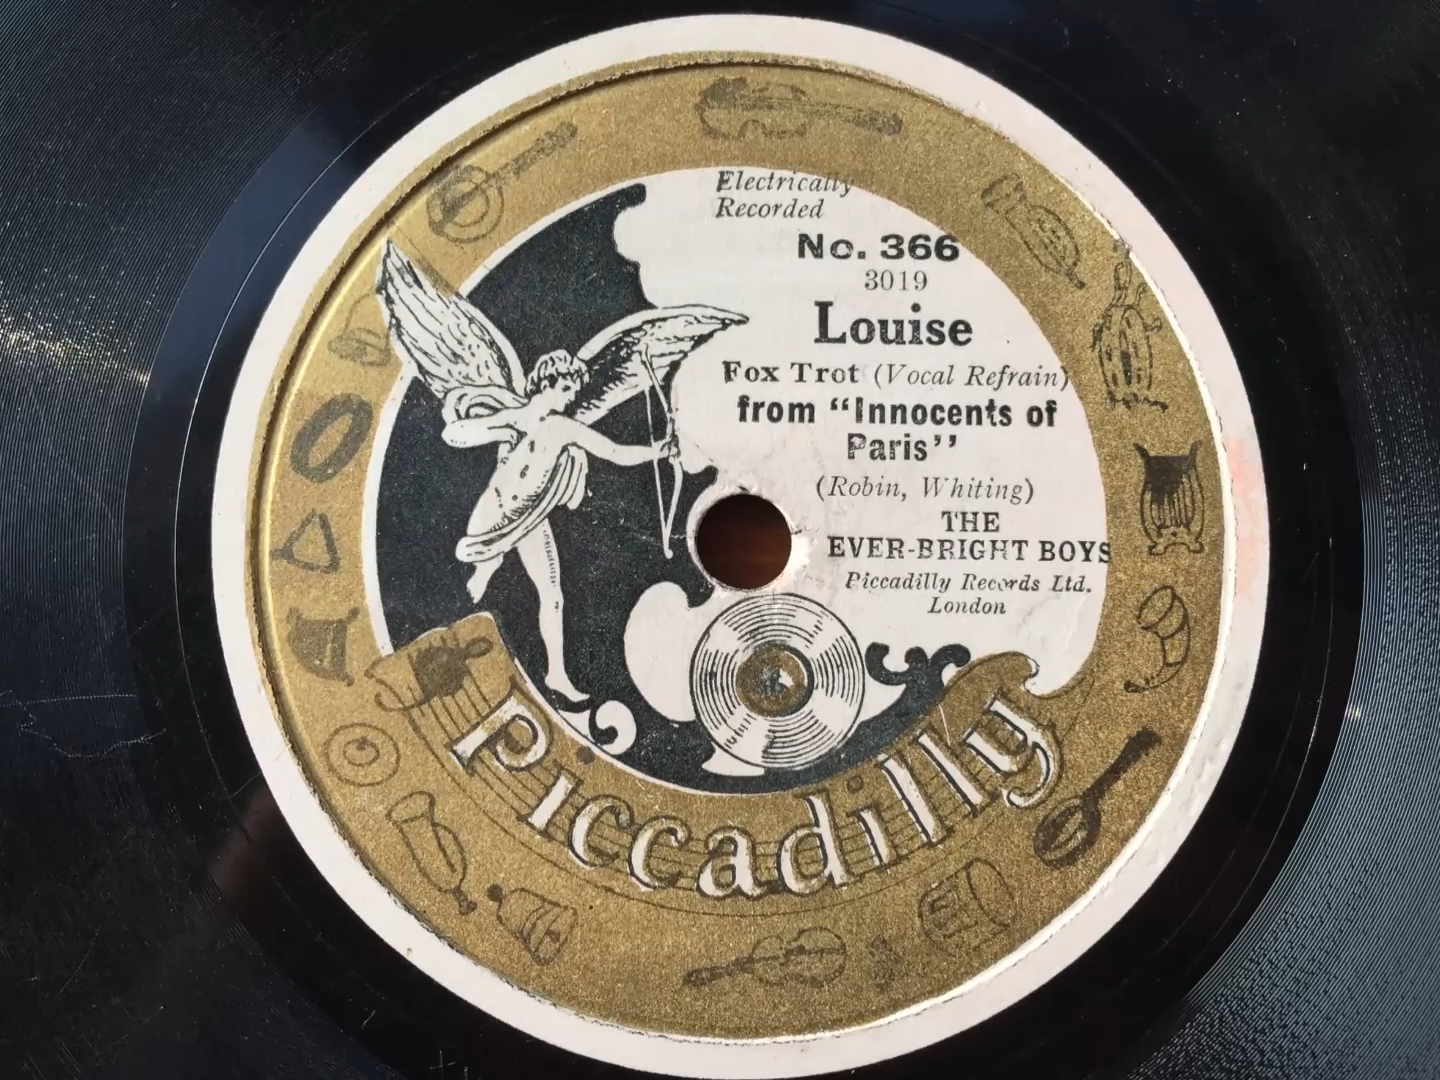 Electrically
Recorded
No. 366
3019
Louise
Fox Trot (Vocal Refrain)
from “Innocents of
Paris”
(Robin, Whiting)
THE
EVER-BRIGHT BOYS
Piccadilly Records Ltd.
London
Piccadilly